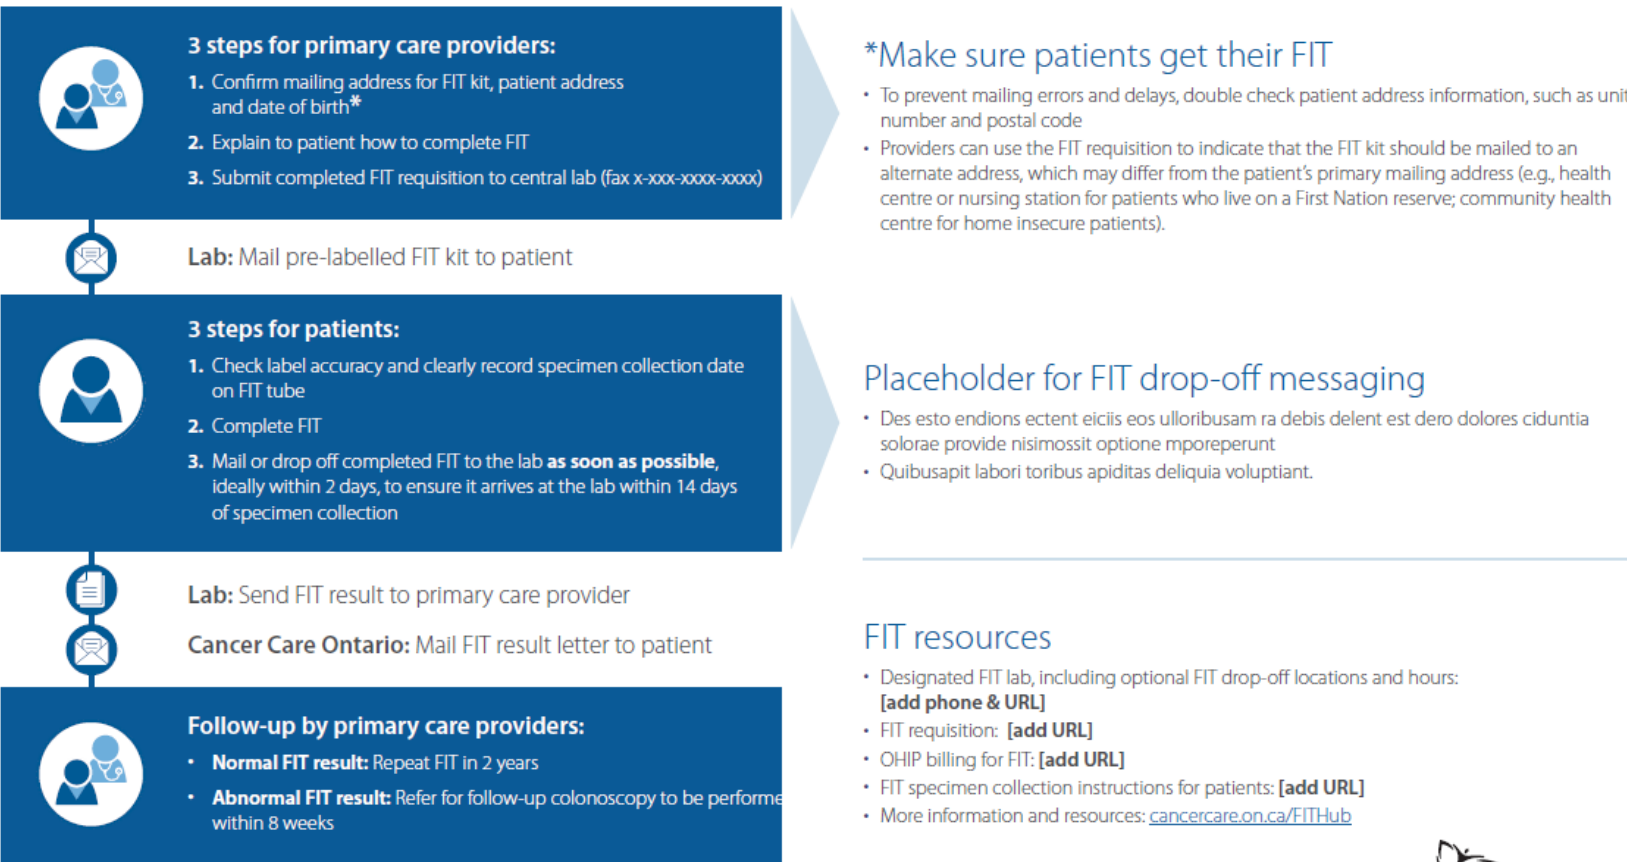 3 steps for primary care providers:
1. Confirm mailing address for FIT kit, patient address
and date of birth*
2. Explain to patient how to complete FIT
3. Submit completed FIT requisition to central lab (fax x-xxx-xxxx-xxxx)
Lab: Mail pre-labelled FIT kit to patient
3 steps for patients:
1. Check label accuracy and clearly record specimen collection date
on FIT tube
2. Complete FIT
3. Mail or drop off completed FIT to the lab as soon as possible,
ideally within 2 days, to ensure it arrives at the lab within 14 days
of specimen collection
Lab: Send FIT result to primary care provider
Cancer Care Ontario: Mail FIT result letter to patient
Follow-up by primary care providers:
• Normal FIT result: Repeat FIT in 2 years
• Abnormal FIT result: Refer for follow-up colonoscopy to be performe
within 8 weeks
*Make sure patients get their FIT
• To prevent mailing errors and delays, double check patient address information, such as unit
number and postal code
• Providers can use the FIT requisition to indicate that the FIT kit should be mailed to an
alternate address, which may differ from the patient's primary mailing address (e.g., health
centre or nursing station for patients who live on a First Nation reserve; community health
centre for home insecure patients).
Placeholder for FIT drop-off messaging
• Des esto endions ectent eiciis eos ulloribusam ra debis delent est dero dolores ciduntia
solorae provide nisimossit optione mporeperunt
• Quibusapit labori toribus apiditas deliquia voluptiant.
FIT resources
• Designated FIT lab, including optional FIT drop-off locations and hours:
[add phone & URL]
• FIT requisition: [add URL]
• OHIP billing for FIT: [add URL]
• FIT specimen collection instructions for patients: [add URL]
• More information and resources: cancercare.on.ca/FITHub